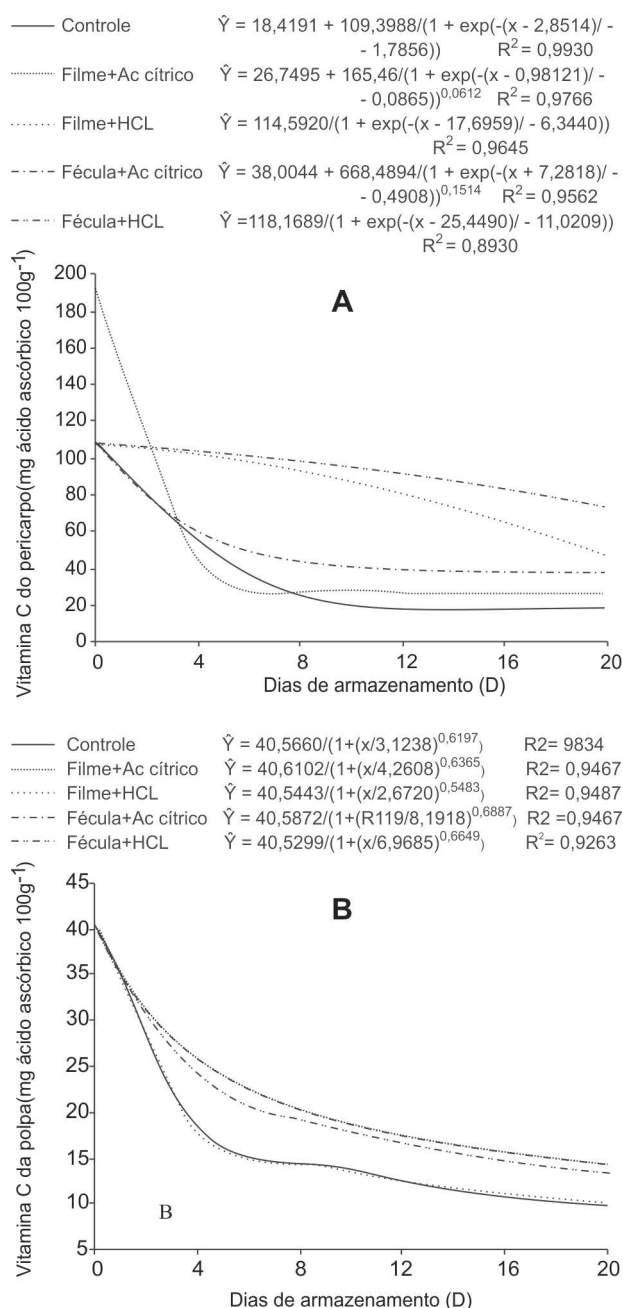 Controle Ŷ = 18,4191 + 109,3988/(1 + exp(-(x - 2,8514)/ -
- 1,7856)) R² = 0,9930
Filme+Ac cítrico Ŷ = 26,7495 + 165,46/(1 + exp(-(x - 0,98121)/ -
- 0,0865))^0,0612 R² = 0,9766
Filme+HCL Ŷ = 114,5920/(1 + exp(-(x - 17,6959)/ - 6,3440))
R² = 0,9645
Fécula+Ac cítrico Ŷ = 38,0044 + 668,4894/(1 + exp(-(x + 7,2818)/ -
- 0,4908))^0,1514 R² = 0,9562
Fécula+HCL Ŷ =118,1689/(1 + exp(-(x - 25,4490)/ - 11,0209))
R² = 0,8930
A
Vitamina C do pericarpo(mg ácido ascórbico 100g-¹)
200
180
160
140
120
100
80
60
40
20
0
0 4 8 12 16 20
Dias de armazenamento (D)
Controle Ŷ = 40,5660/(1+(x/3,1238)^0,6197) R2= 9834
Filme+Ac cítrico Ŷ = 40,6102/(1+(x/4,2608)^0,6365) R2= 0,9467
Filme+HCL Ŷ = 40,5443/(1+(x/2,6720)^0,5483) R2= 0,9487
Fécula+Ac cítrico Ŷ = 40,5872/(1+(R119/8,1918)^0,6887) R2 =0,9467
Fécula+HCL Ŷ = 40,5299/(1+(x/6,9685)^0,6649) R²= 0,9263
B
Vitamina C da polpa(mg ácido ascórbico 100g-¹)
45
40
35
30
25
20
15
10
5
B
0 4 8 12 16 20
Dias de armazenamento (D)